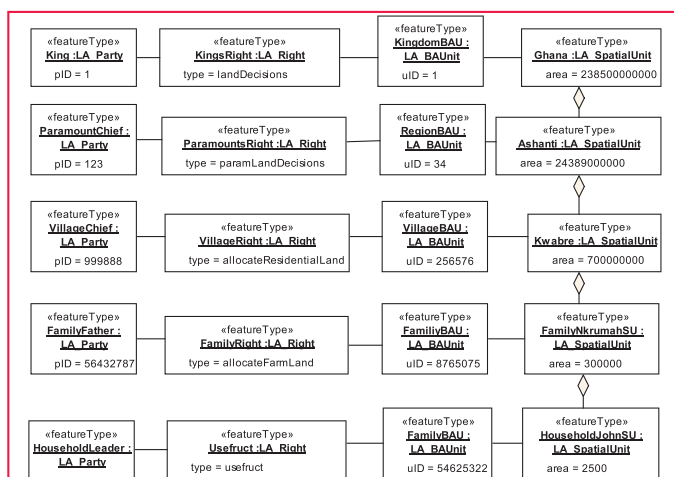 «featureType»
King :LA_Party
pID = 1
«featureType»
KingsRight :LA_Right
type = landDecisions
«featureType»
KingdomBAU :
LA_BAUnit
uID = 1
«featureType»
Ghana :LA_SpatialUnit
area = 238500000000
«featureType»
ParamountChief :
LA_Party
pID = 123
«featureType»
ParamountsRight :LA_Right
type = paramLandDecisions
«featureType»
RegionBAU :
LA_BAUnit
uID = 34
«featureType»
Ashanti :LA_SpatialUnit
area = 24389000000
«featureType»
VillageChief :
LA_Party
pID = 999888
«featureType»
VillageRight :LA_Right
type = allocateResidentialLand
«featureType»
VillageBAU :
LA_BAUnit
uID = 256576
«featureType»
Kwabre :LA_SpatialUnit
area = 700000000
«featureType»
FamilyFather :
LA_Party
pID = 56432787
«featureType»
FamilyRight :LA_Right
type = allocateFarmLand
«featureType»
FamiliyBAU :
LA_BAUnit
uID = 8765075
«featureType»
FamilyNkrumahSU :
LA_SpatialUnit
area = 300000
«featureType»
HouseholdLeader :
LA_Party
«featureType»
Usefruct :LA_Right
type = usefruct
«featureType»
FamilyBAU :
LA_BAUnit
uID = 54625322
«featureType»
HouseholdJohnSU :
LA_SpatialUnit
area = 2500